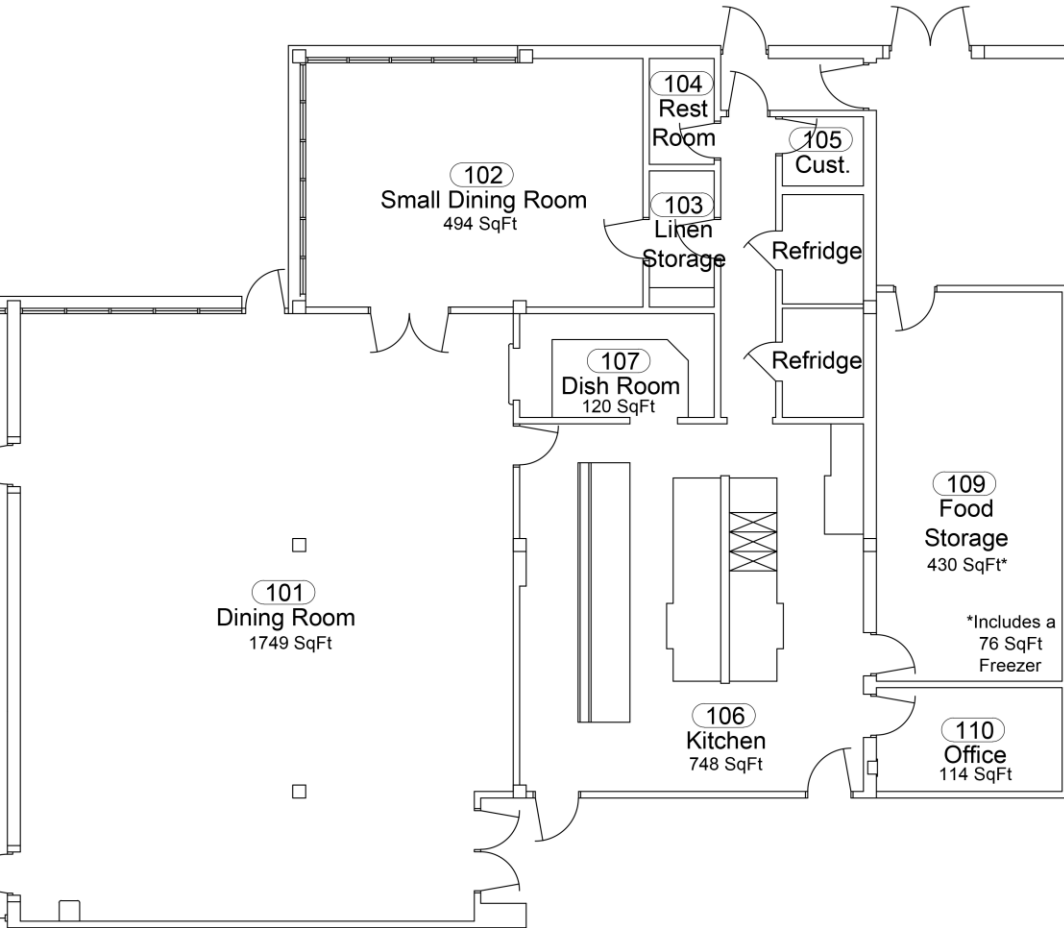 104
Rest
Room
105
Cust.
102
Small Dining Room
494 SqFt
103
Linen
Storage
Refridge
Refridge
107
Dish Room
120 SqFt
109
Food
Storage
430 SqFt*
*Includes a
76 SqFt
Freezer
101
Dining Room
1749 SqFt
106
Kitchen
748 SqFt
110
Office
114 SqFt